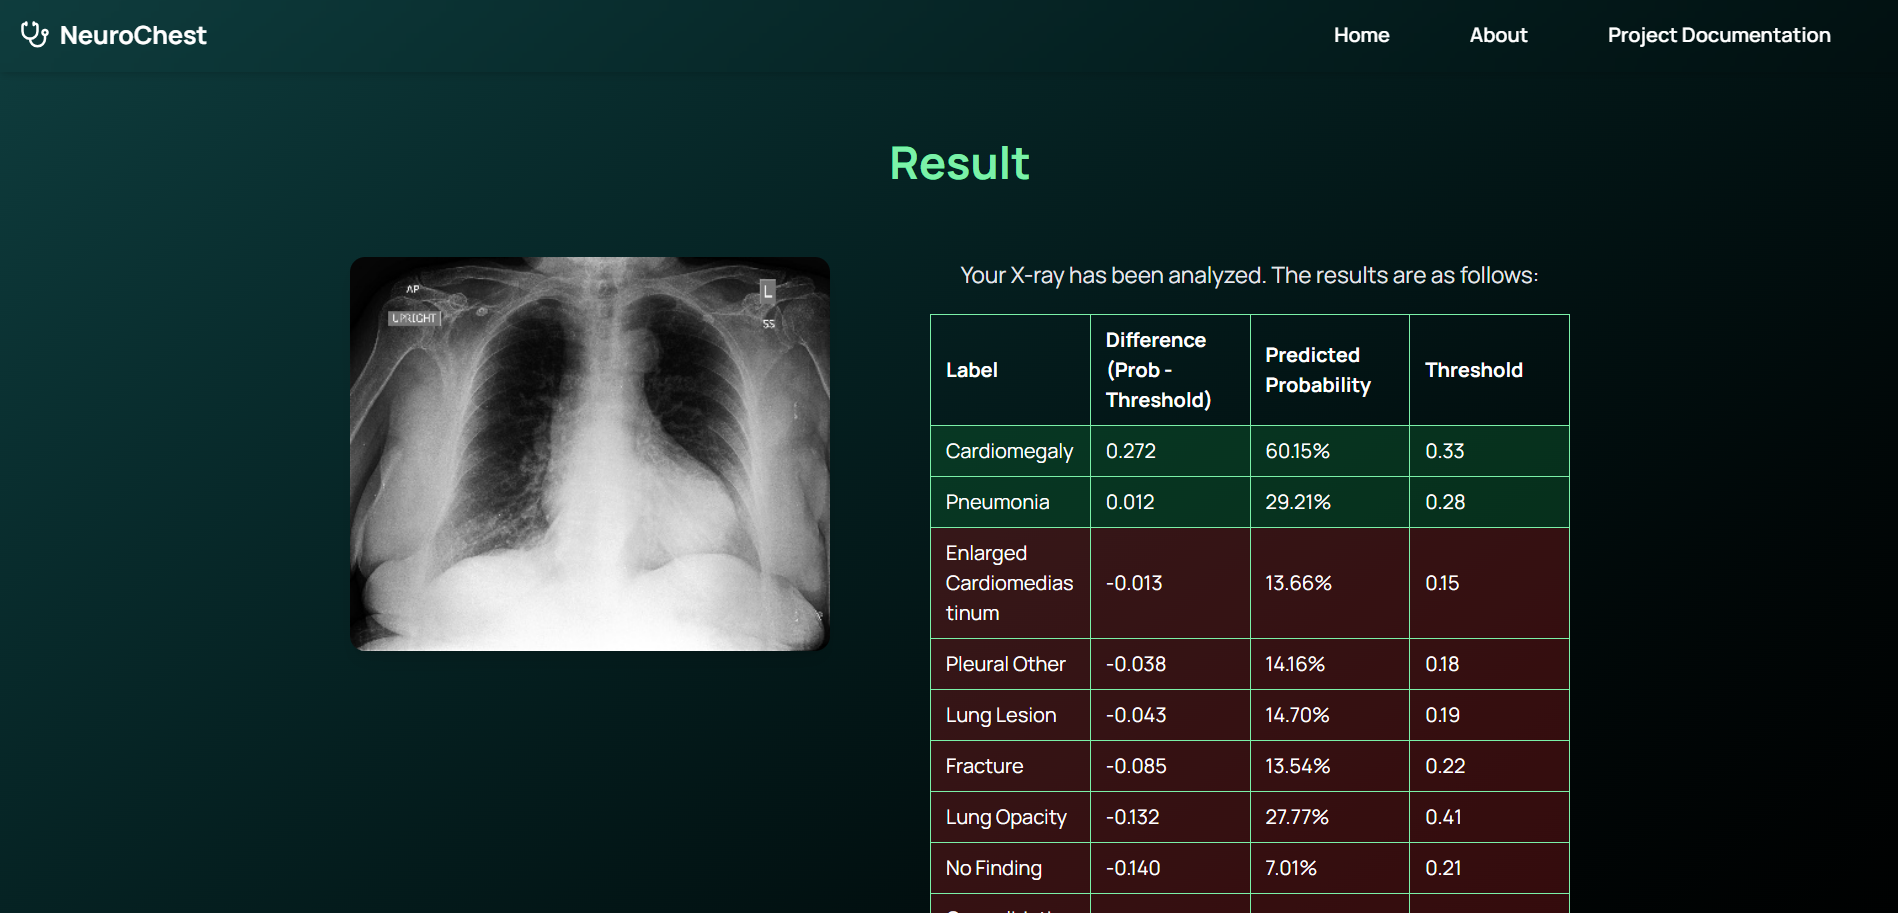 NeuroChest
Home
About
Project Documentation
Result
AP
UPRIGHT
L
SS
Your X-ray has been analyzed. The results are as follows:
Label
Difference
(Prob -
Threshold)
Predicted
Probability
Threshold
Cardiomegaly 0.272 60.15% 0.33
Pneumonia 0.012 29.21% 0.28
Enlarged
Cardiomedias
tinum
-0.013 13.66% 0.15
Pleural Other -0.038 14.16% 0.18
Lung Lesion -0.043 14.70% 0.19
Fracture -0.085 13.54% 0.22
Lung Opacity -0.132 27.77% 0.41
No Finding -0.140 7.01% 0.21